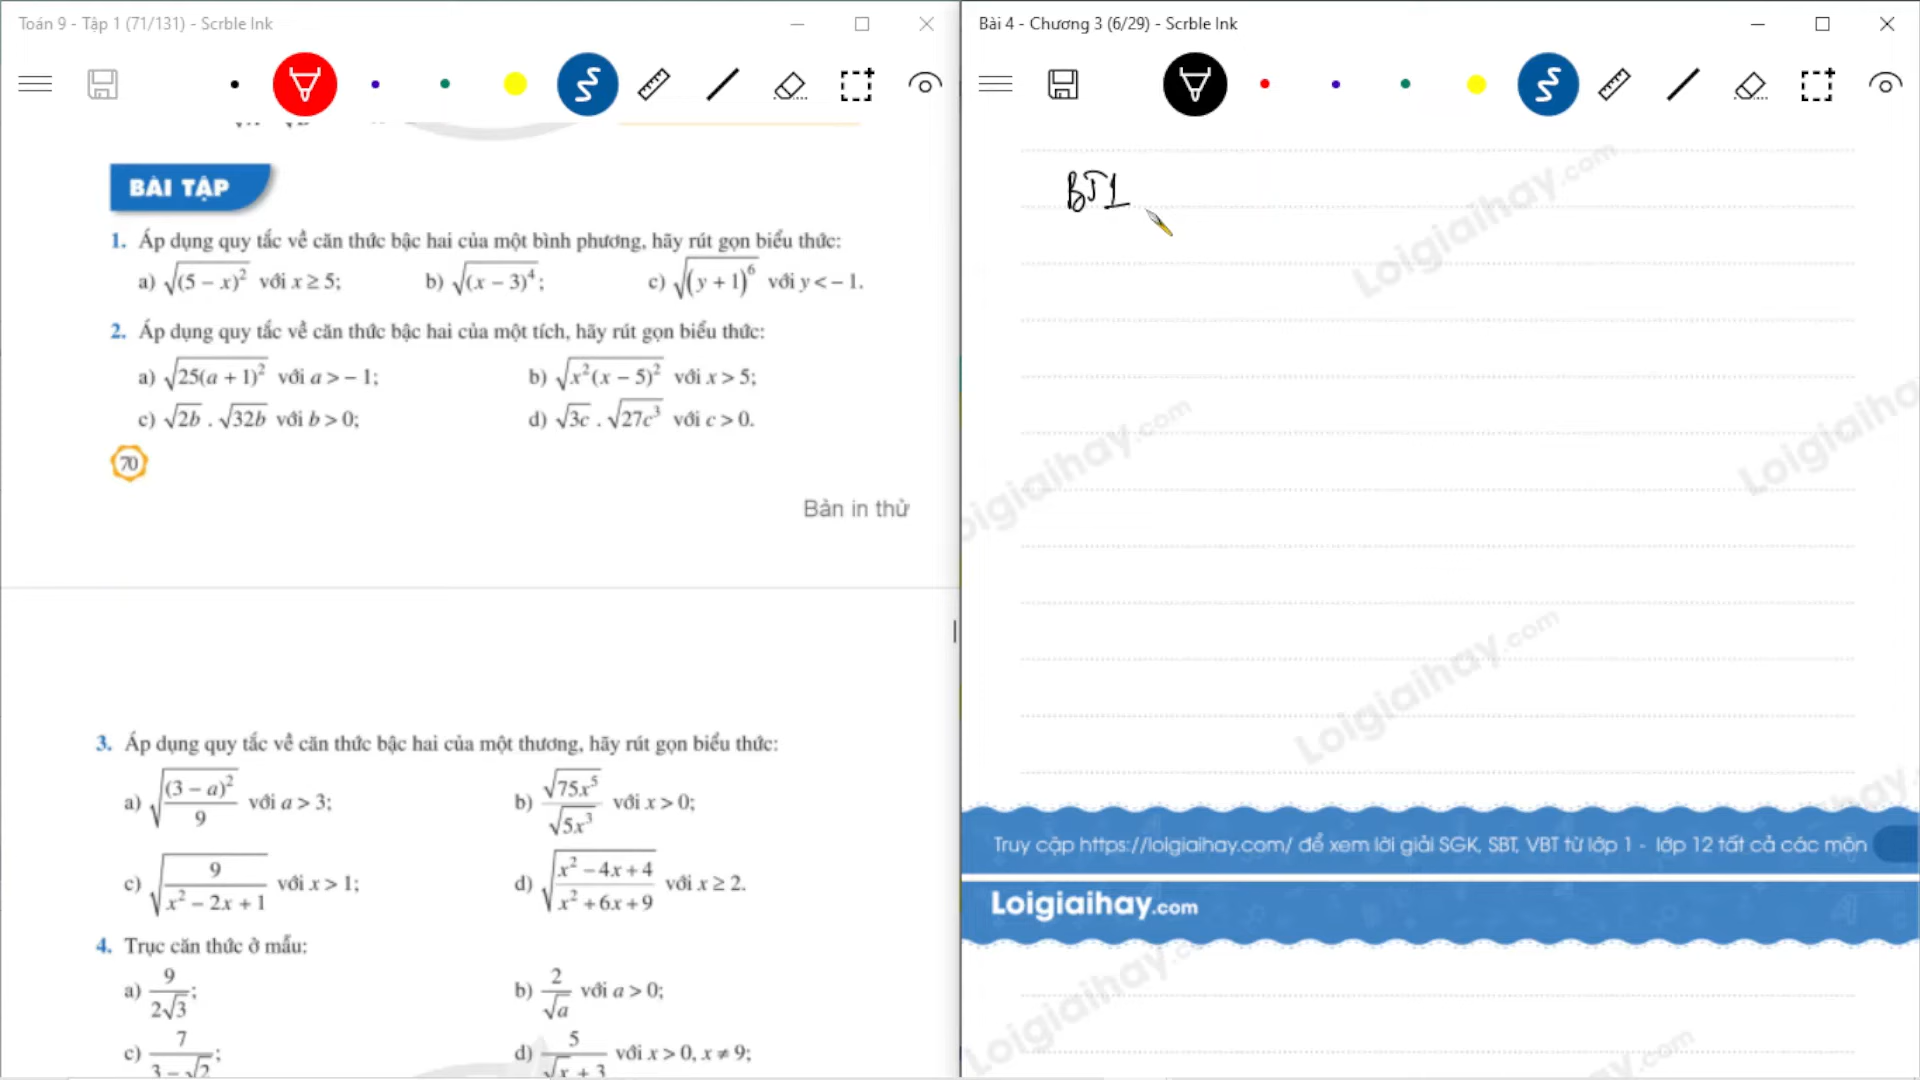 Toán 9 - Tập 1 (71/131) - Scrble Ink
BÀI TẬP
1. Áp dụng quy tắc về căn thức bậc hai của một bình phương, hãy rút gọn biểu thức:
a) √(5 − x)² với x ≥ 5; b) √(x − 3)⁴; c) √(y + 1)⁶ với y < − 1.
2. Áp dụng quy tắc về căn thức bậc hai của một tích, hãy rút gọn biểu thức:
a) √25(a + 1)² với a > − 1; b) √x²(x − 5)² với x > 5;
c) √2b . √32b với b > 0; d) √3c . √27c³ với c > 0.
70
Bản in thử
3. Áp dụng quy tắc về căn thức bậc hai của một thương, hãy rút gọn biểu thức:
a) √((3 − a)²/9) với a > 3; b) √75x⁵/√5x³ với x > 0;
c) √(9/(x² − 2x + 1)) với x > 1; d) √((x² − 4x + 4)/(x² + 6x + 9)) với x ≥ 2.
4. Trục căn thức ở mẫu:
a) 9/(2√3); b) 2/√a với a > 0;
c) 7/(3 − √2); d) 5/(√x + 3) với x > 0, x ≠ 9;
Bài 4 - Chương 3 (6/29) - Scrble Ink
BT1
Loigiaihay.com
Loigiaihay.com
Loigiaihay.com
Truy cập https://loigiaihay.com/ để xem lời giải SGK, SBT, VBT từ lớp 1 - lớp 12 tất cả các môn
Loigiaihay.com
Loigiaihay.com